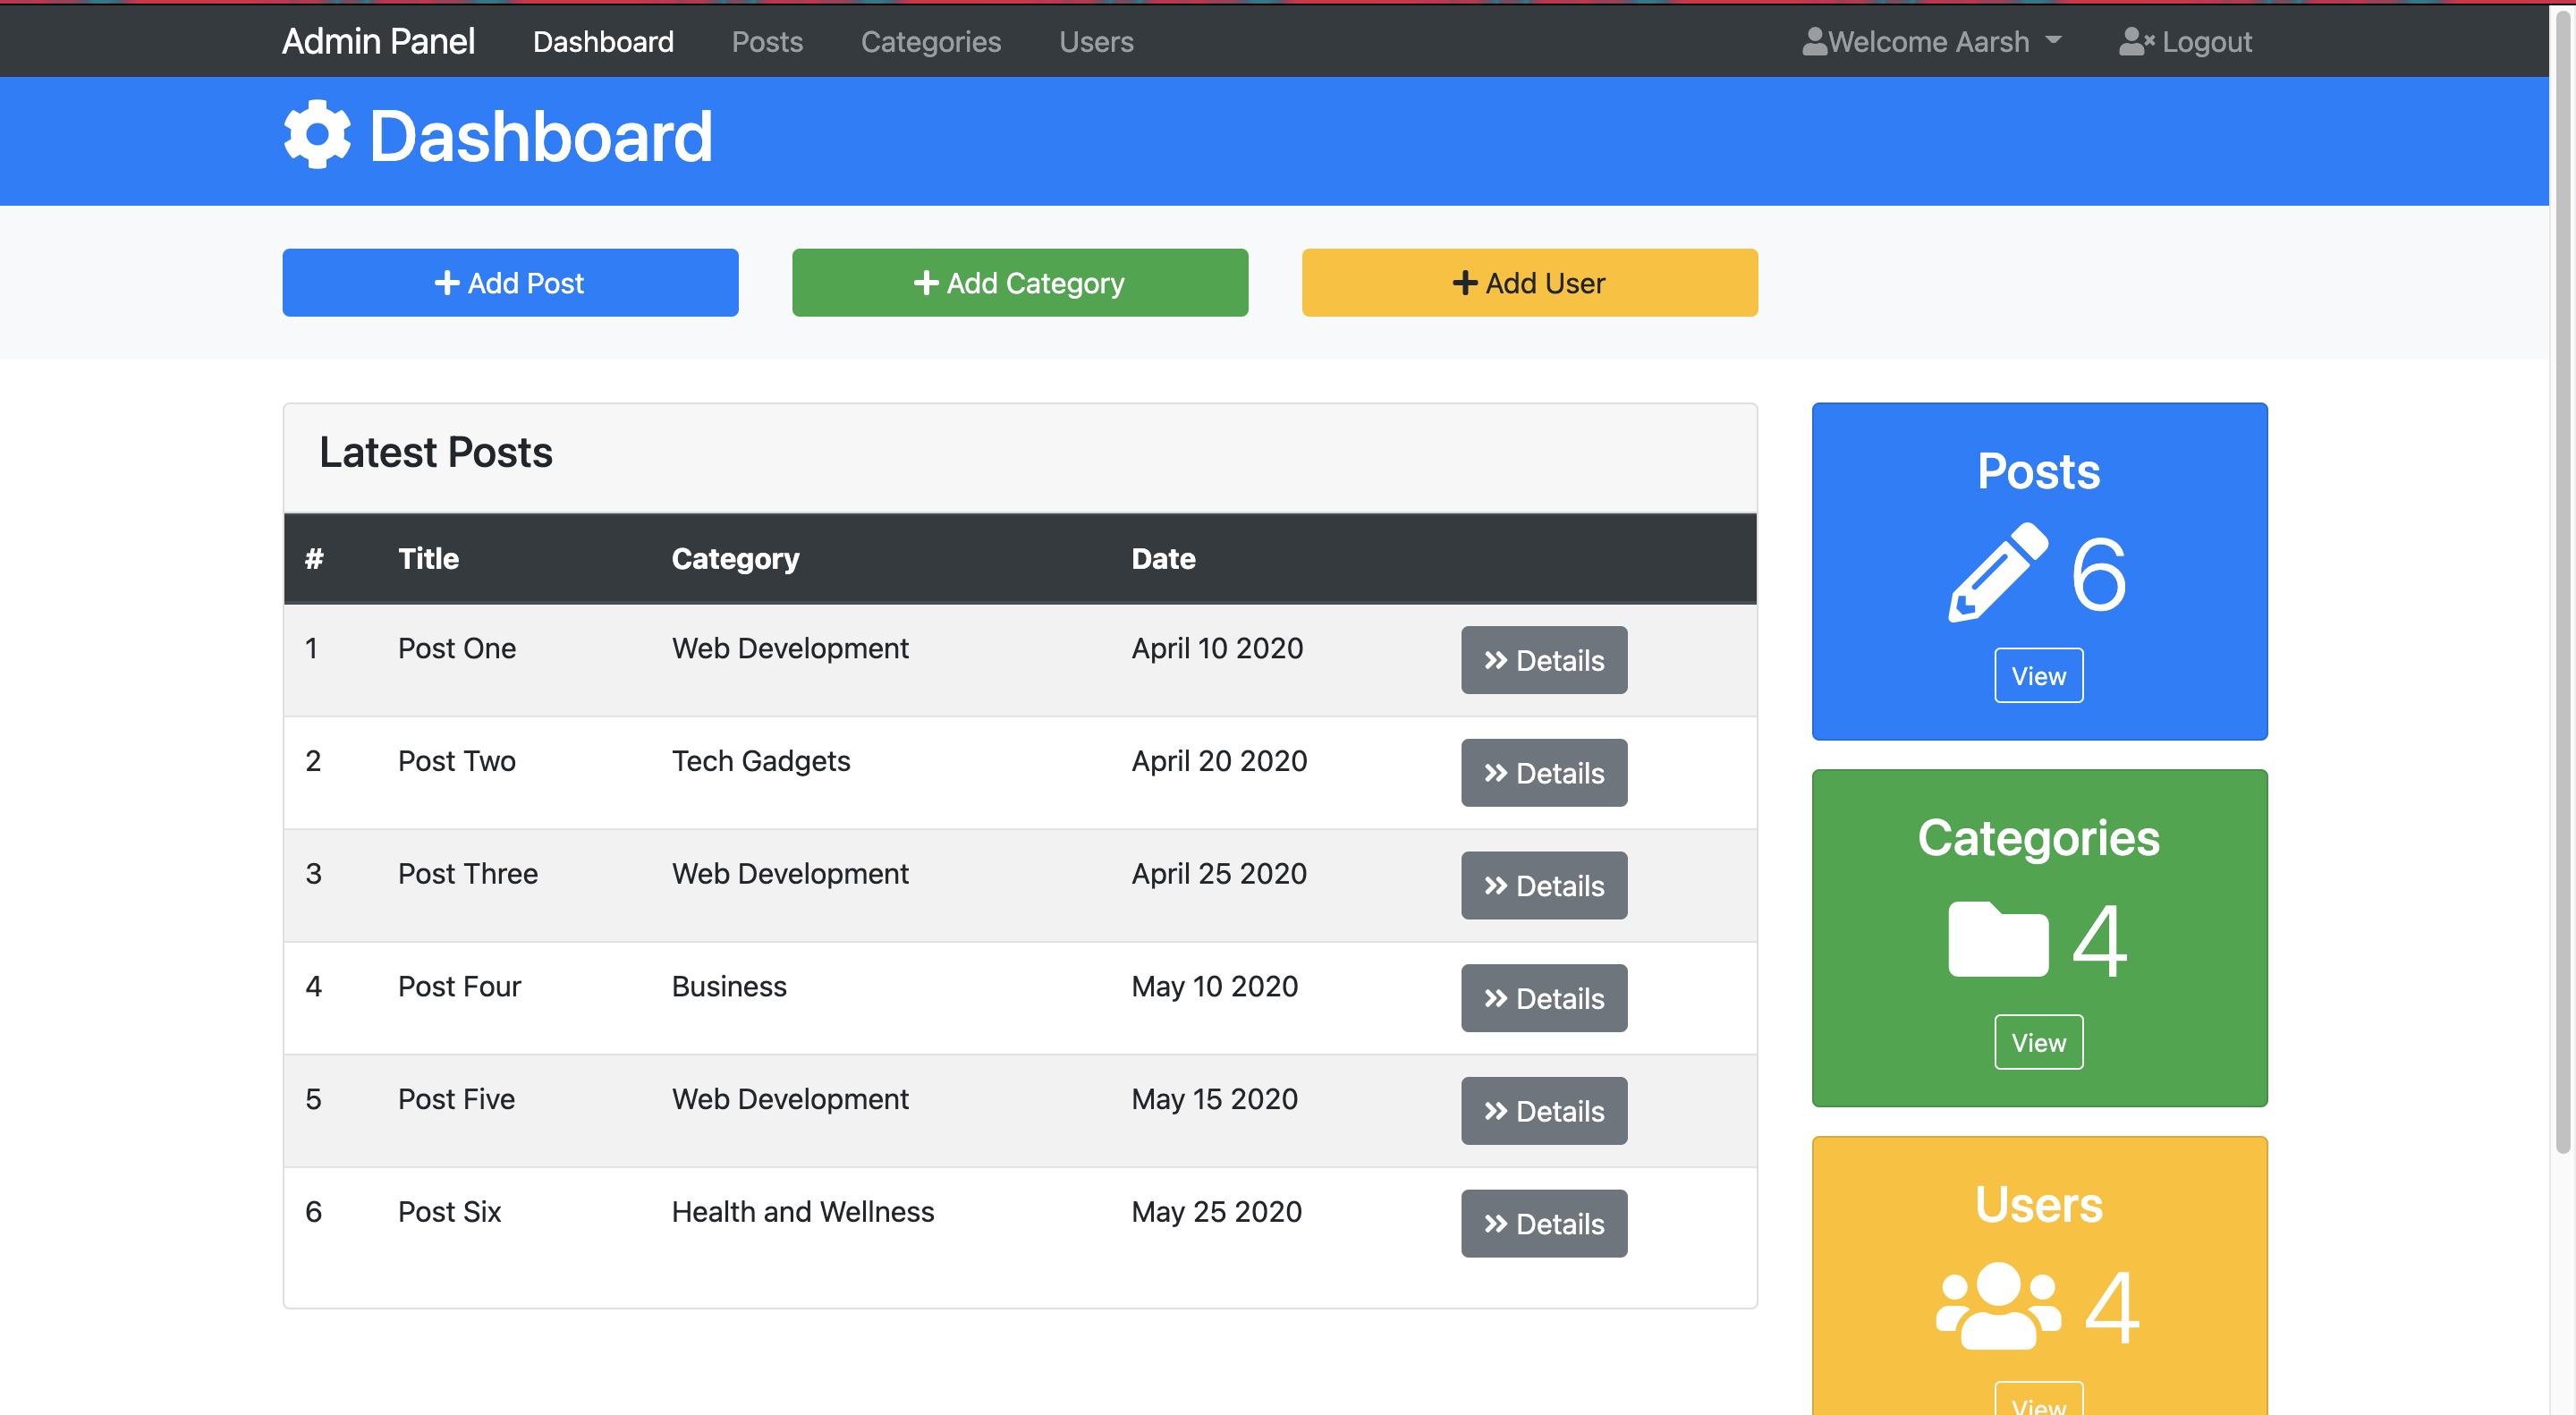 Admin Panel Dashboard Posts Categories Users Welcome Aarsh Logout
Dashboard
Add Post Add Category Add User
Latest Posts
# Title Category Date
1 Post One Web Development April 10 2020 Details
2 Post Two Tech Gadgets April 20 2020 Details
3 Post Three Web Development April 25 2020 Details
4 Post Four Business May 10 2020 Details
5 Post Five Web Development May 15 2020 Details
6 Post Six Health and Wellness May 25 2020 Details
Posts
6
View
Categories
4
View
Users
4
View